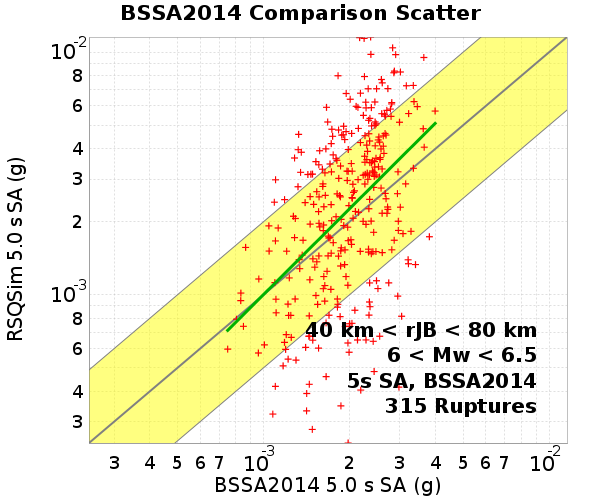 BSSA2014 Comparison Scatter
RSQSim 5.0 s SA (g)
10-2
8
6
4
3
2
10-3
8
6
4
3
40 km < rJB < 80 km
6 < Mw < 6.5
5s SA, BSSA2014
315 Ruptures
3 4 5 6 7 10-3 2 3 4 5 6 7 10-2
BSSA2014 5.0 s SA (g)